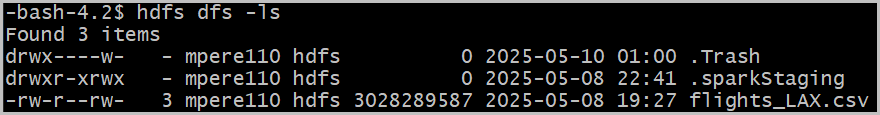 -bash-4.2$ hdfs dfs -ls
Found 3 items
drwx----w-   - mpere110 hdfs          0 2025-05-10 01:00 .Trash
drwxr-xrwx   - mpere110 hdfs          0 2025-05-08 22:41 .sparkStaging
-rw-r--rw-   3 mpere110 hdfs 3028289587 2025-05-08 19:27 flights_LAX.csv